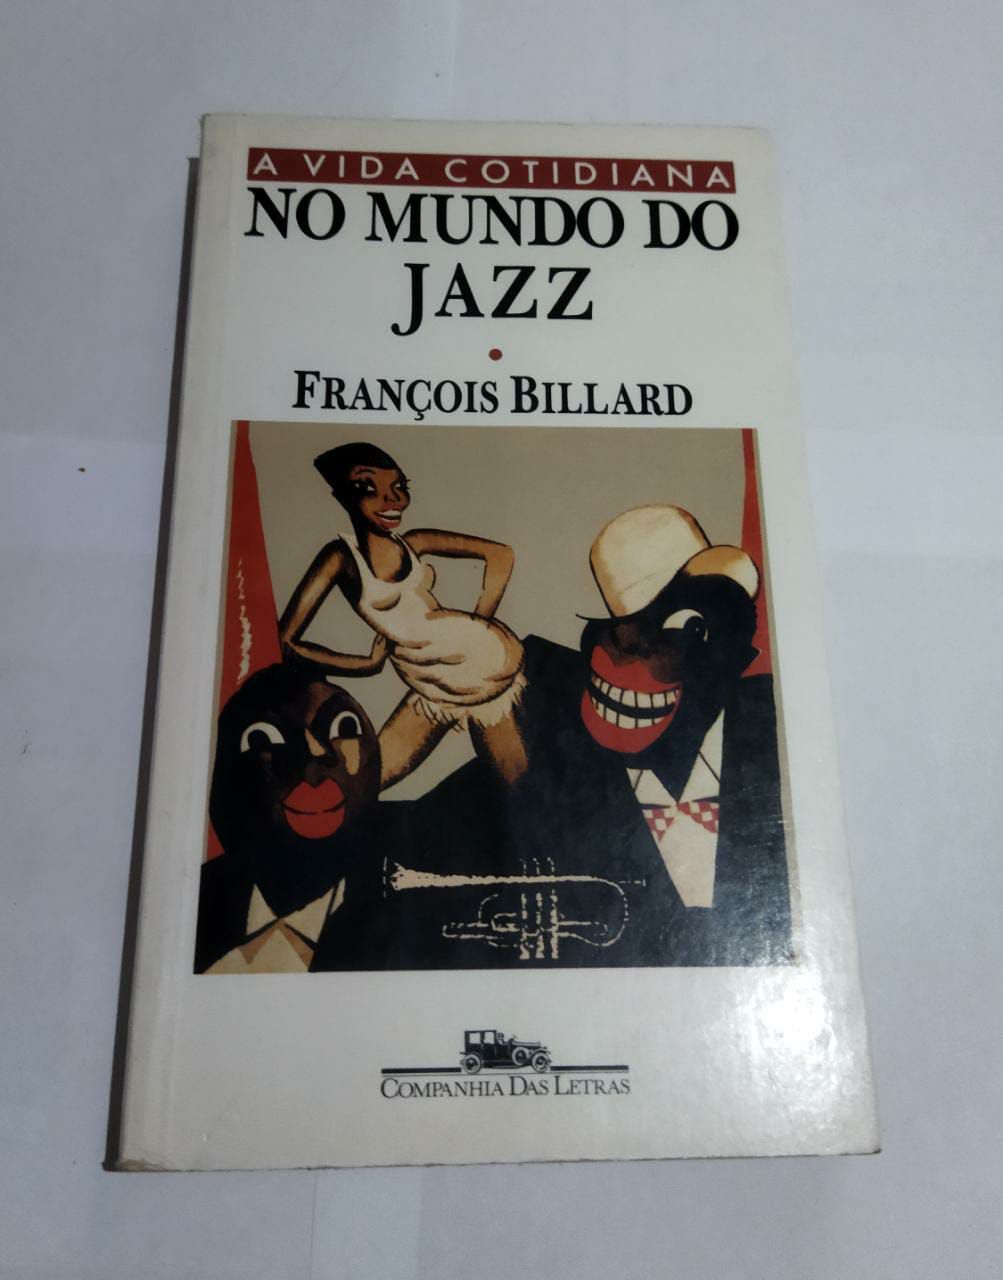 A VIDA COTIDIANA
NO MUNDO DO
JAZZ
FRANÇOIS BILLARD
COMPANHIA DAS LETRAS